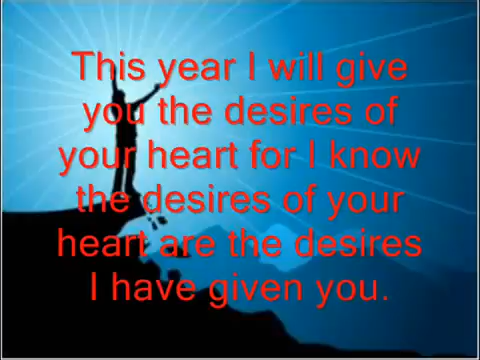 This year I will give
you the desires of
your heart for I know
the desires of your
heart are the desires
I have given you.